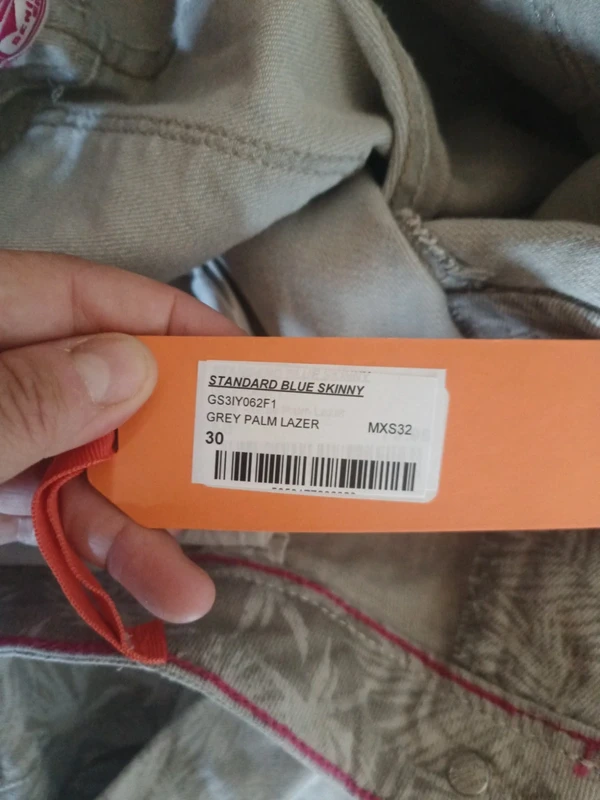 STANDARD BLUE SKINNY
GS3IY062F1
GREY PALM LAZER
MXS32
30